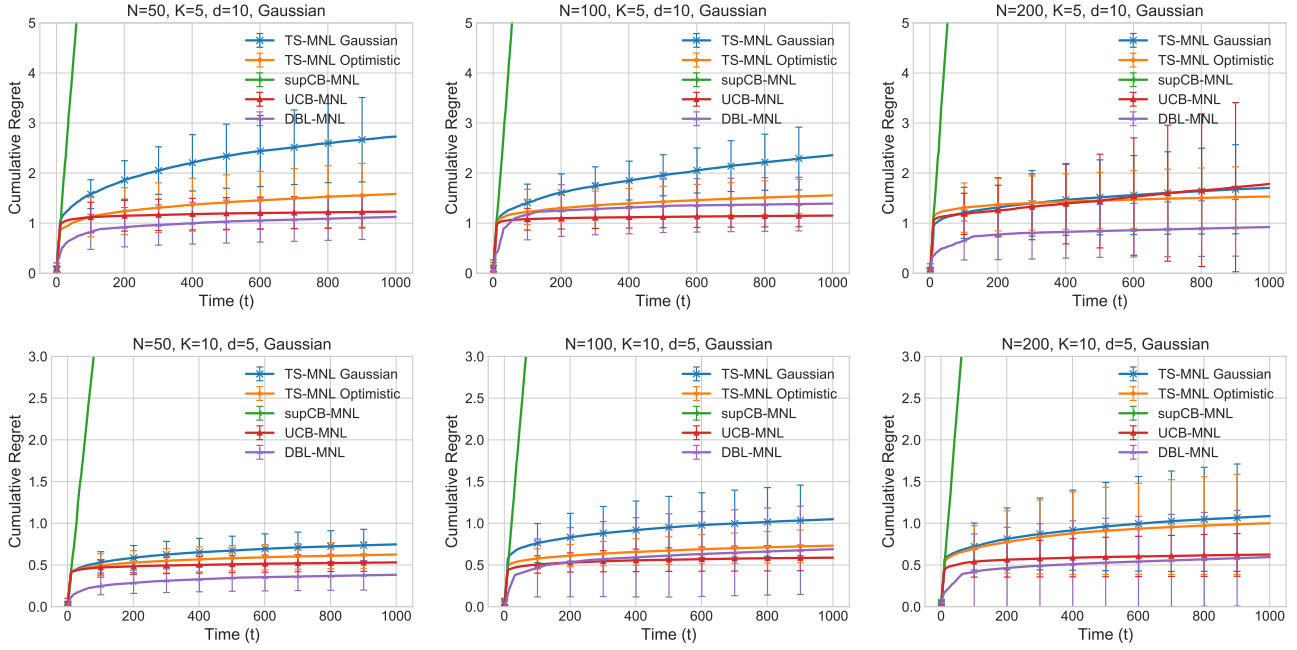 N=50, K=5, d=10, Gaussian
Cumulative Regret
5
4
3
2
1
0
TS-MNL Gaussian
TS-MNL Optimistic
supCB-MNL
UCB-MNL
DBL-MNL
0 200 400 600 800 1000
Time (t)
N=100, K=5, d=10, Gaussian
Cumulative Regret
5
4
3
2
1
0
TS-MNL Gaussian
TS-MNL Optimistic
supCB-MNL
UCB-MNL
DBL-MNL
0 200 400 600 800 1000
Time (t)
N=200, K=5, d=10, Gaussian
Cumulative Regret
5
4
3
2
1
0
TS-MNL Gaussian
TS-MNL Optimistic
supCB-MNL
UCB-MNL
DBL-MNL
0 200 400 600 800 1000
Time (t)
N=50, K=10, d=5, Gaussian
Cumulative Regret
3.0
2.5
2.0
1.5
1.0
0.5
0.0
TS-MNL Gaussian
TS-MNL Optimistic
supCB-MNL
UCB-MNL
DBL-MNL
0 200 400 600 800 1000
Time (t)
N=100, K=10, d=5, Gaussian
Cumulative Regret
3.0
2.5
2.0
1.5
1.0
0.5
0.0
TS-MNL Gaussian
TS-MNL Optimistic
supCB-MNL
UCB-MNL
DBL-MNL
0 200 400 600 800 1000
Time (t)
N=200, K=10, d=5, Gaussian
Cumulative Regret
3.0
2.5
2.0
1.5
1.0
0.5
0.0
TS-MNL Gaussian
TS-MNL Optimistic
supCB-MNL
UCB-MNL
DBL-MNL
0 200 400 600 800 1000
Time (t)